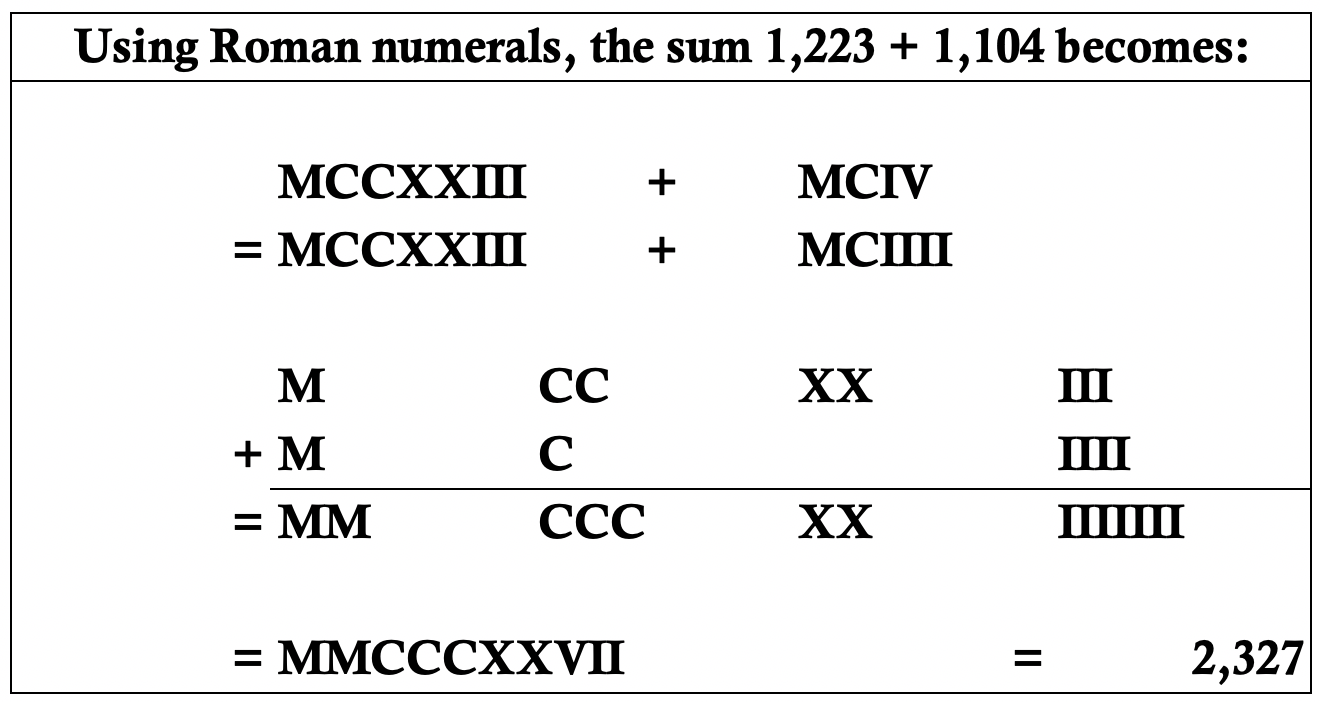 Using Roman numerals, the sum 1,223 + 1,104 becomes:
MCCXXIII + MCIV
= MCCXXIII + MCIIII
M CC XX III
+ M C IIII
= MM CCC XX IIIIIII
= MMCCCXXVII = 2,327